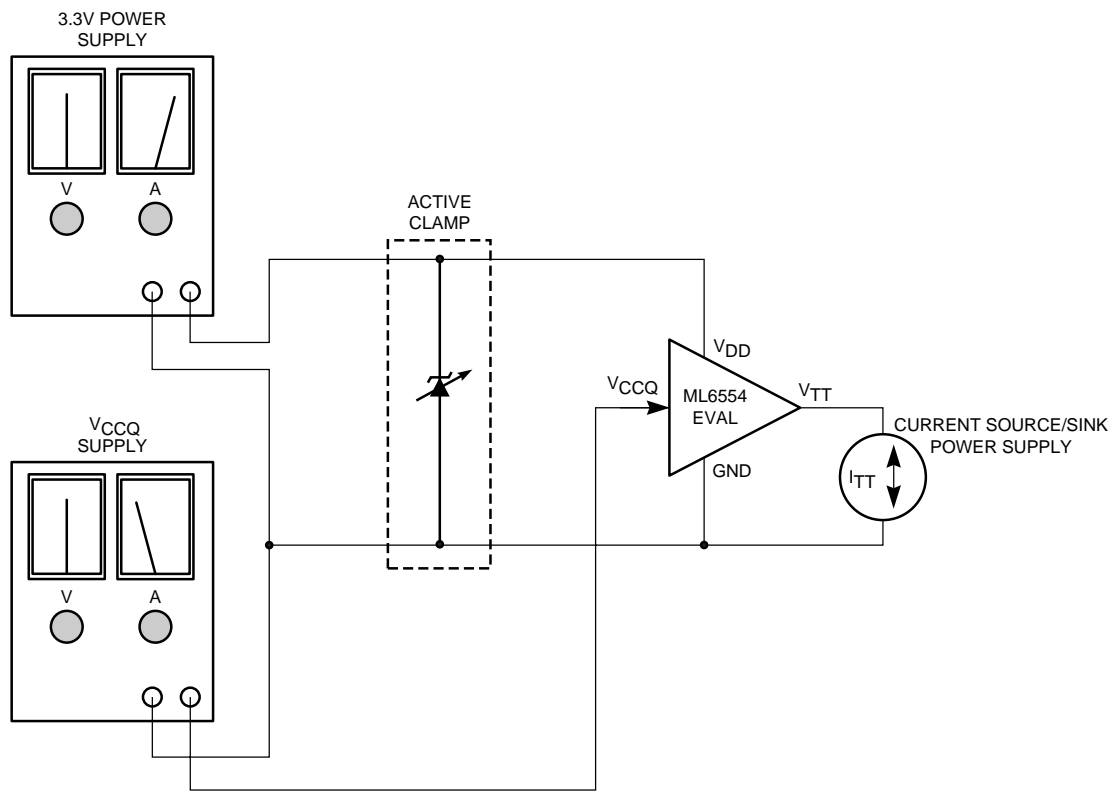 3.3V POWER
SUPPLY
V
A
ACTIVE
CLAMP
VDD
VCCQ
ML6554
EVAL
VTT
GND
CURRENT SOURCE/SINK
POWER SUPPLY
ITT
VCCQ
SUPPLY
V
A